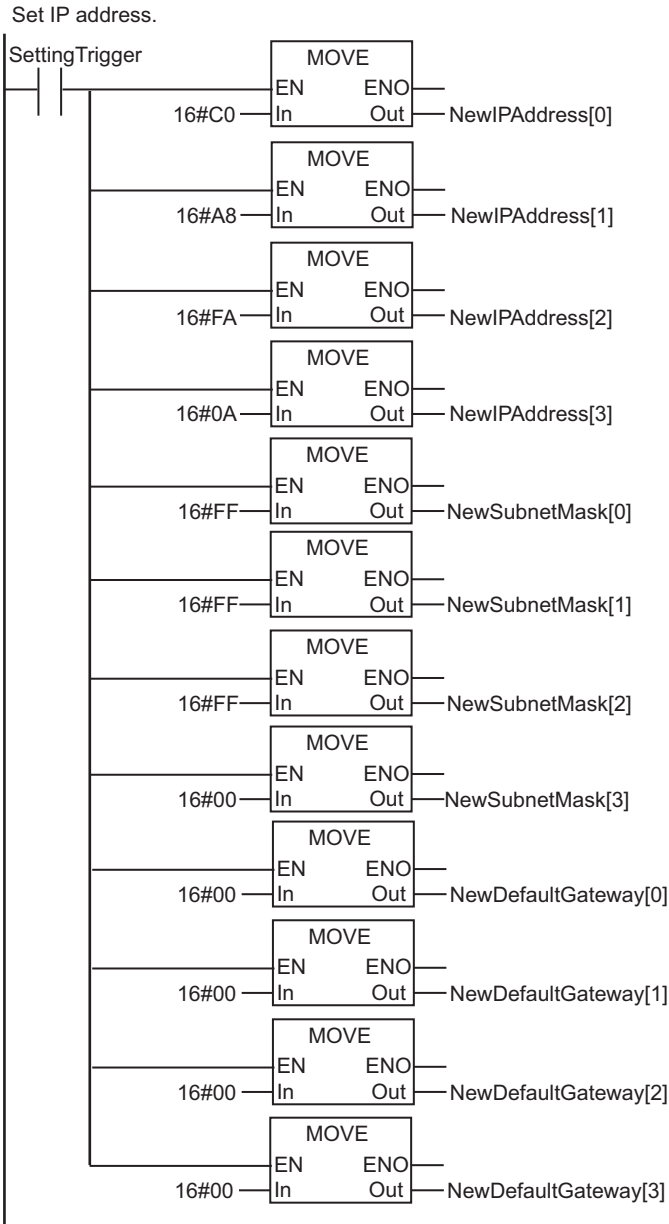 Set IP address.
SettingTrigger
MOVE
EN ENO
16#C0 In Out NewIPAddress[0]
MOVE
EN ENO
16#A8 In Out NewIPAddress[1]
MOVE
EN ENO
16#FA In Out NewIPAddress[2]
MOVE
EN ENO
16#0A In Out NewIPAddress[3]
MOVE
EN ENO
16#FF In Out NewSubnetMask[0]
MOVE
EN ENO
16#FF In Out NewSubnetMask[1]
MOVE
EN ENO
16#FF In Out NewSubnetMask[2]
MOVE
EN ENO
16#00 In Out NewSubnetMask[3]
MOVE
EN ENO
16#00 In Out NewDefaultGateway[0]
MOVE
EN ENO
16#00 In Out NewDefaultGateway[1]
MOVE
EN ENO
16#00 In Out NewDefaultGateway[2]
MOVE
EN ENO
16#00 In Out NewDefaultGateway[3]